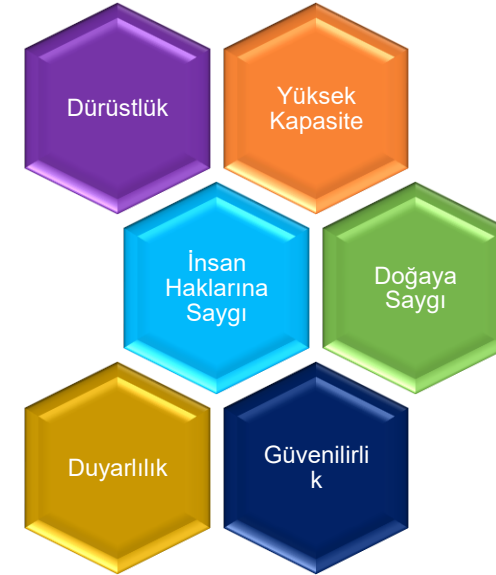 Dürüstlük
Yüksek
Kapasite
İnsan
Haklarına
Saygı
Doğaya
Saygı
Duyarlılık
Güvenilirli
k